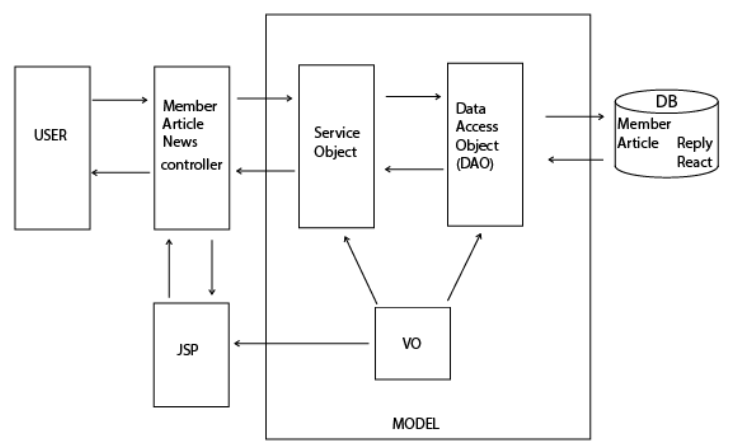 USER
Member
Article
News
controller
Service
Object
Data
Access
Object
(DAO)
DB
Member
Article Reply
React
JSP
VO
MODEL